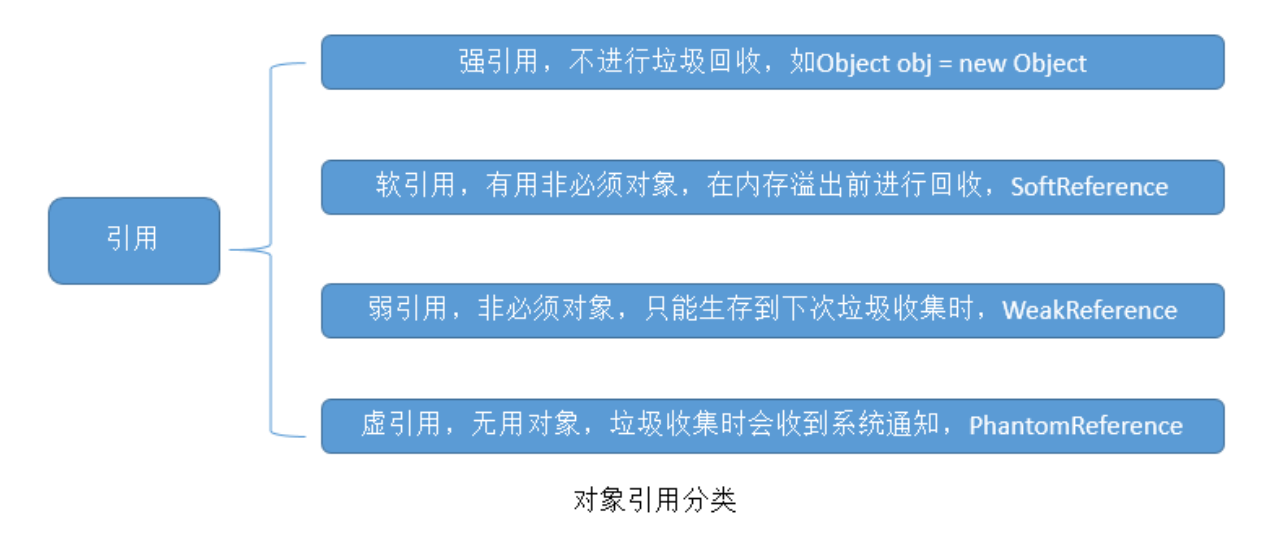 强引用，不进行垃圾回收，如Object obj = new Object
软引用，有用非必须对象，在内存溢出前进行回收，SoftReference
引用
弱引用，非必须对象，只能生存到下次垃圾收集时，WeakReference
虚引用，无用对象，垃圾收集时会收到系统通知，PhantomReference
对象引用分类